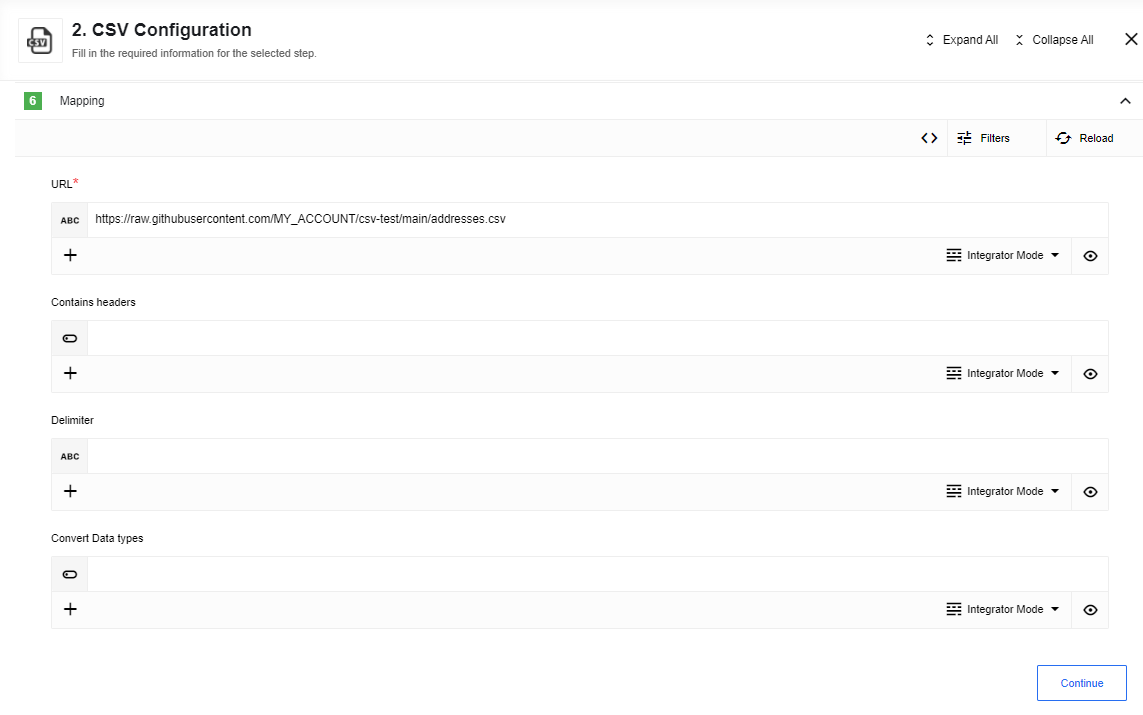 CSV
2. CSV Configuration
Fill in the required information for the selected step.
Expand All
Collapse All
6 Mapping
Filters
Reload
URL*
ABC https://raw.githubusercontent.com/MY_ACCOUNT/csv-test/main/addresses.csv
Integrator Mode
Contains headers
Integrator Mode
Delimiter
ABC
Integrator Mode
Convert Data types
Integrator Mode
Continue